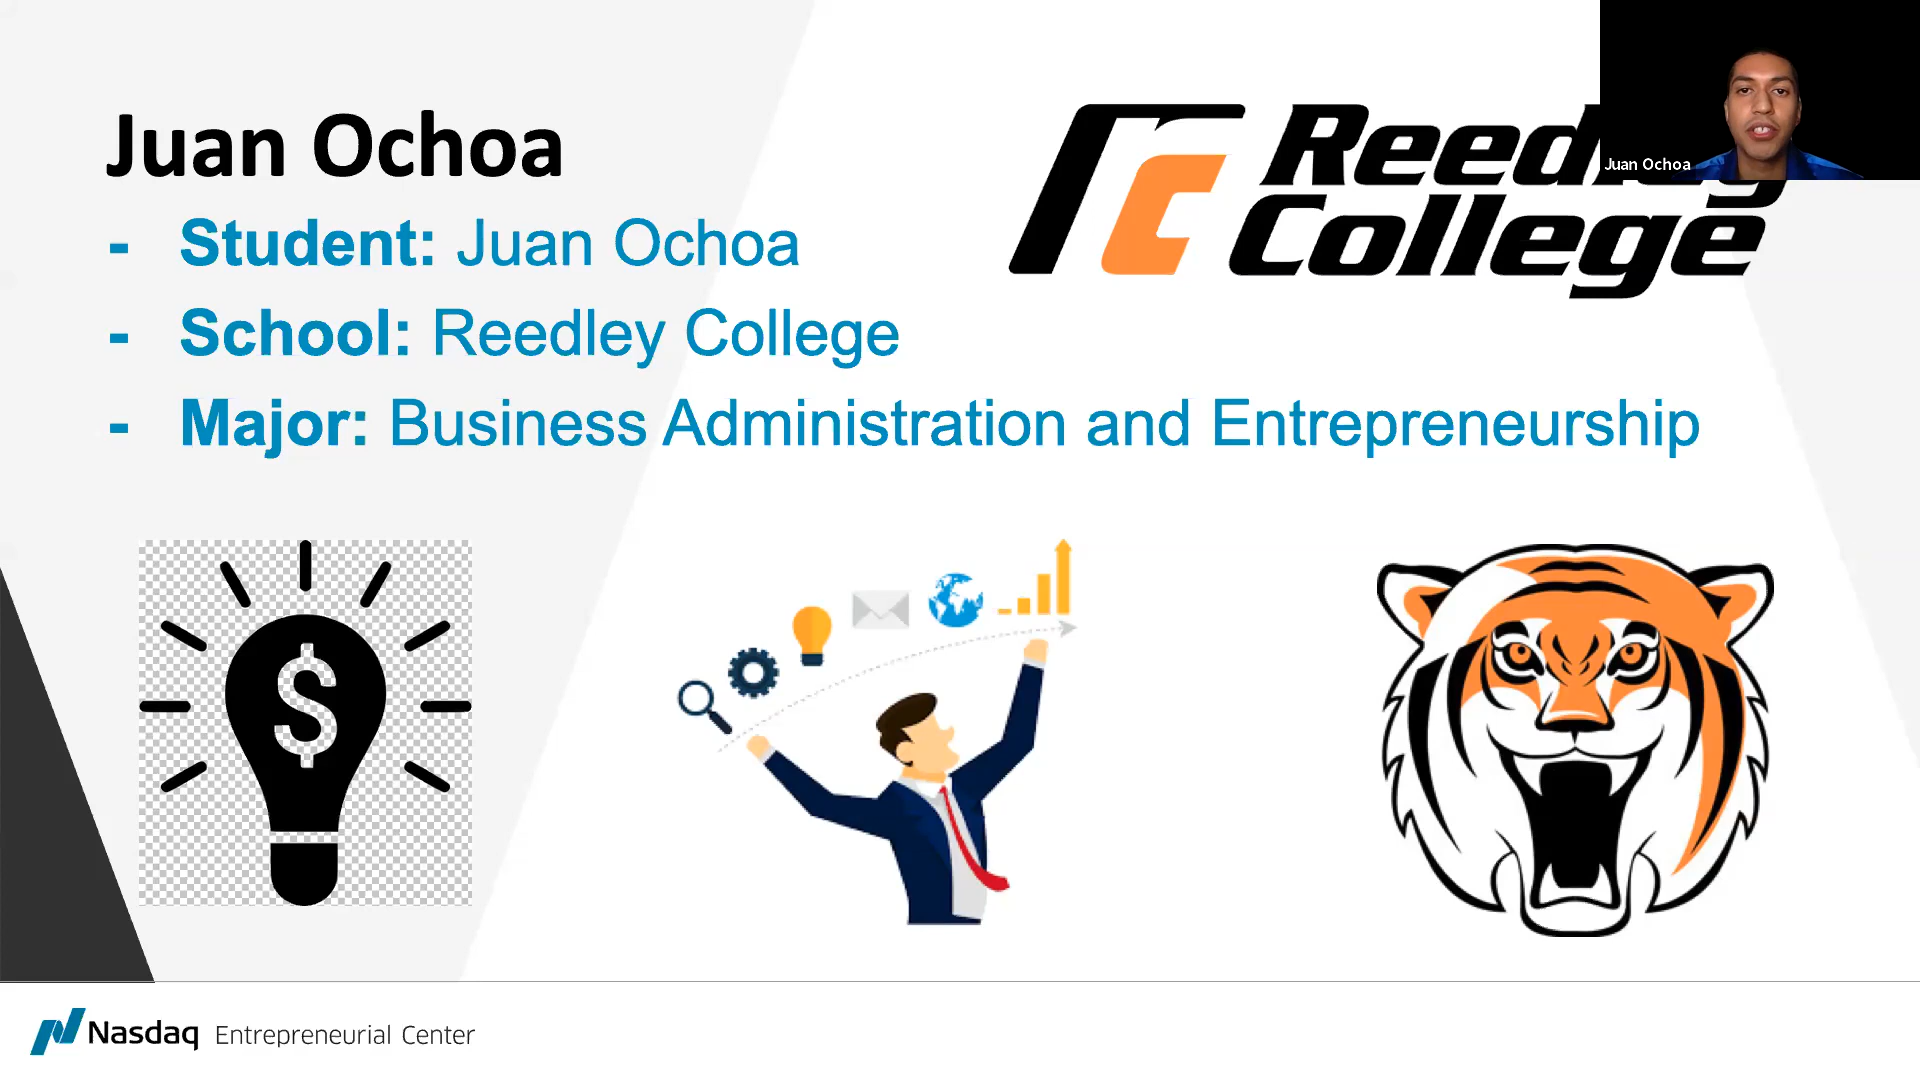 Juan Ochoa
- Student: Juan Ochoa
- School: Reedley College
- Major: Business Administration and Entrepreneurship
Reedley
College
Juan Ochoa
$
Nasdaq Entrepreneurial Center